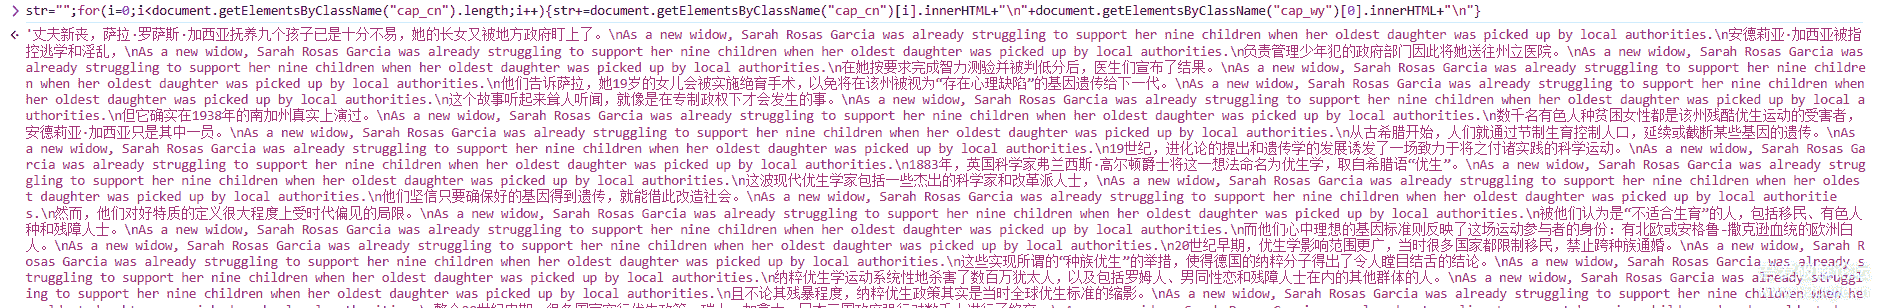 str="";for(i=0;i<document.getElementsByClassName("cap_cn").length;i++){str+=document.getElementsByClassName("cap_cn")[i].innerHTML+"\n"+document.getElementsByClassName("cap_wy")[0].innerHTML+"\n"}
'丈夫新丧，萨拉·罗萨斯·加西亚抚养九个孩子已是十分不易，她的长女又被地方政府盯上了。\nAs a new widow, Sarah Rosas Garcia was already struggling to support her nine children when her oldest daughter was picked up by local authorities.\n安德莉亚·加西亚被指
控逃学和淫乱，\nAs a new widow, Sarah Rosas Garcia was already struggling to support her nine children when her oldest daughter was picked up by local authorities.\n负责管理少年犯的政府部门因此将她送往州立医院。\nAs a new widow, Sarah Rosas Garcia was
already struggling to support her nine children when her oldest daughter was picked up by local authorities.\n在她按要求完成智力测验并被判低分后，医生们宣布了结果。\nAs a new widow, Sarah Rosas Garcia was already struggling to support her nine childre
n when her oldest daughter was picked up by local authorities.\n他们告诉萨拉，她19岁的女儿会被实施绝育手术，以免将在该州被视为“存在心理缺陷”的基因遗传给下一代。\nAs a new widow, Sarah Rosas Garcia was already struggling to support her nine children when
her oldest daughter was picked up by local authorities.\n这个故事听起来耸人听闻，就像是在专制政权下才会发生的事。\nAs a new widow, Sarah Rosas Garcia was already struggling to support her nine children when her oldest daughter was picked up by local a
uthorities.\n但它确实在1938年的南加州真实上演过。\nAs a new widow, Sarah Rosas Garcia was already struggling to support her nine children when her oldest daughter was picked up by local authorities.\n数千名有色人种贫困女性都是该州残酷优生运动的受害者，
安德莉亚·加西亚只是其中一员。\nAs a new widow, Sarah Rosas Garcia was already struggling to support her nine children when her oldest daughter was picked up by local authorities.\n从古希腊开始，人们就通过节制生育控制人口，延续或截断某些基因的遗传。\nAs
a new widow, Sarah Rosas Garcia was already struggling to support her nine children when her oldest daughter was picked up by local authorities.\n19世纪，进化论的提出和遗传学的发展诱发了一场致力于将之付诸实践的科学运动。\nAs a new widow, Sarah Rosas Ga
rcia was already struggling to support her nine children when her oldest daughter was picked up by local authorities.\n1883年，英国科学家弗兰西斯·高尔顿爵士将这一想法命名为优生学，取自希腊语“优生”。\nAs a new widow, Sarah Rosas Garcia was already strug
gling to support her nine children when her oldest daughter was picked up by local authorities.\n这波现代优生学家包括一些杰出的科学家和改革派人士，\nAs a new widow, Sarah Rosas Garcia was already struggling to support her nine children when her oldes
t daughter was picked up by local authorities.\n他们坚信只要确保好的基因得到遗传，就能借此改造社会。\nAs a new widow, Sarah Rosas Garcia was already struggling to support her nine children when her oldest daughter was picked up by local authoritie
s.\n然而，他们对好特质的定义很大程度上受时代偏见的局限。\nAs a new widow, Sarah Rosas Garcia was already struggling to support her nine children when her oldest daughter was picked up by local authorities.\n被他们认为是“不适合生育”的人，包括移民、有色人
种和残障人士。\nAs a new widow, Sarah Rosas Garcia was already struggling to support her nine children when her oldest daughter was picked up by local authorities.\n而他们心中理想的基因标准则反映了这场运动参与者的身份：有北欧或安格鲁-撒克逊血统的欧洲白
人。\nAs a new widow, Sarah Rosas Garcia was already struggling to support her nine children when her oldest daughter was picked up by local authorities.\n20世纪早期，优生学影响范围更广，当时很多国家都限制移民，禁止跨种族通婚。\nAs a new widow, Sarah R
osas Garcia was already struggling to support her nine children when her oldest daughter was picked up by local authorities.\n这些实现所谓的“种族优生”的举措，使得德国的纳粹分子得出了令人瞠目结舌的结论。\nAs a new widow, Sarah Rosas Garcia was already s
truggling to support her nine children when her oldest daughter was picked up by local authorities.\n纳粹优生学运动系统性地杀害了数百万犹太人，以及包括罗姆人、男同性恋和残障人士在内的其他群体的人。\nAs a new widow, Sarah Rosas Garcia was already struggl
ing to support her nine children when her oldest daughter was picked up by local authorities.\n且不论其残暴程度，纳粹优生政策其实是当时全球优生标准的缩影。\nAs a new widow, Sarah Rosas Garcia was already struggling to support her nine children when he